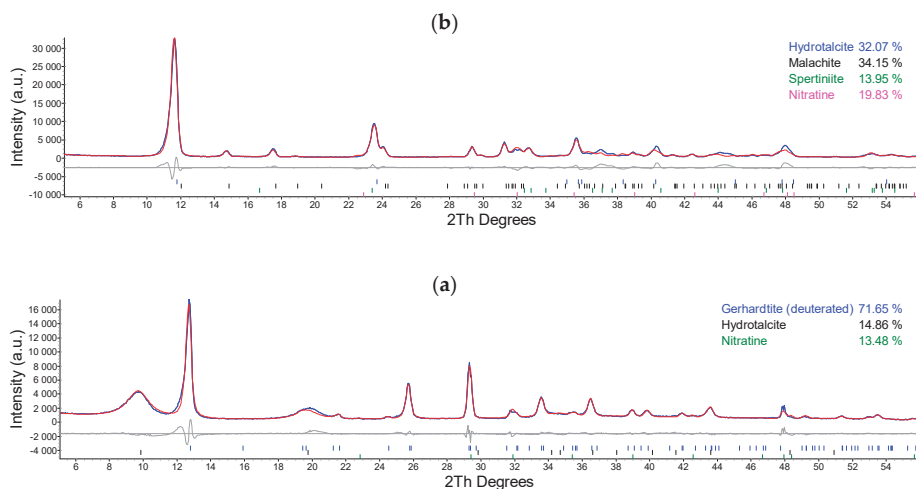 (b)
Hydrotalcite 32.07 %
Malachite 34.15 %
Spertiniite 13.95 %
Nitratine 19.83 %
Intensity (a.u.)
30 000
25 000
20 000
15 000
10 000
5 000
0
-5 000
-10 000
6 8 10 12 14 16 18 20 22 24 26 28 30 32 34 36 38 40 42 44 46 48 50 52 54
2Th Degrees
(a)
Gerhardtite (deuterated) 71.65 %
Hydrotalcite 14.86 %
Nitratine 13.48 %
Intensity (a.u.)
16 000
14 000
12 000
10 000
8 000
6 000
4 000
2 000
0
-2 000
-4 000
6 8 10 12 14 16 18 20 22 24 26 28 30 32 34 36 38 40 42 44 46 48 50 52 54
2Th Degrees